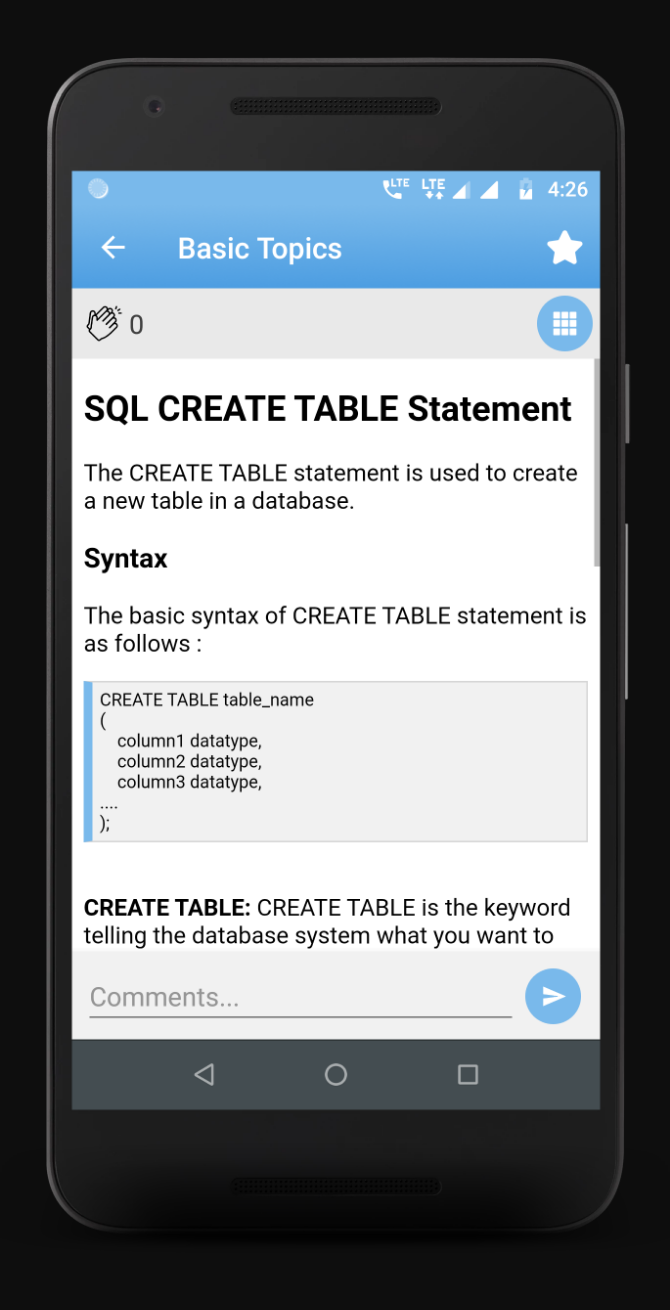 LTE LTE 4:26
Basic Topics
0
SQL CREATE TABLE Statement
The CREATE TABLE statement is used to create
a new table in a database.
Syntax
The basic syntax of CREATE TABLE statement is
as follows :
CREATE TABLE table_name
(
column1 datatype,
column2 datatype,
column3 datatype,
....
);
CREATE TABLE: CREATE TABLE is the keyword
telling the database system what you want to
Comments...